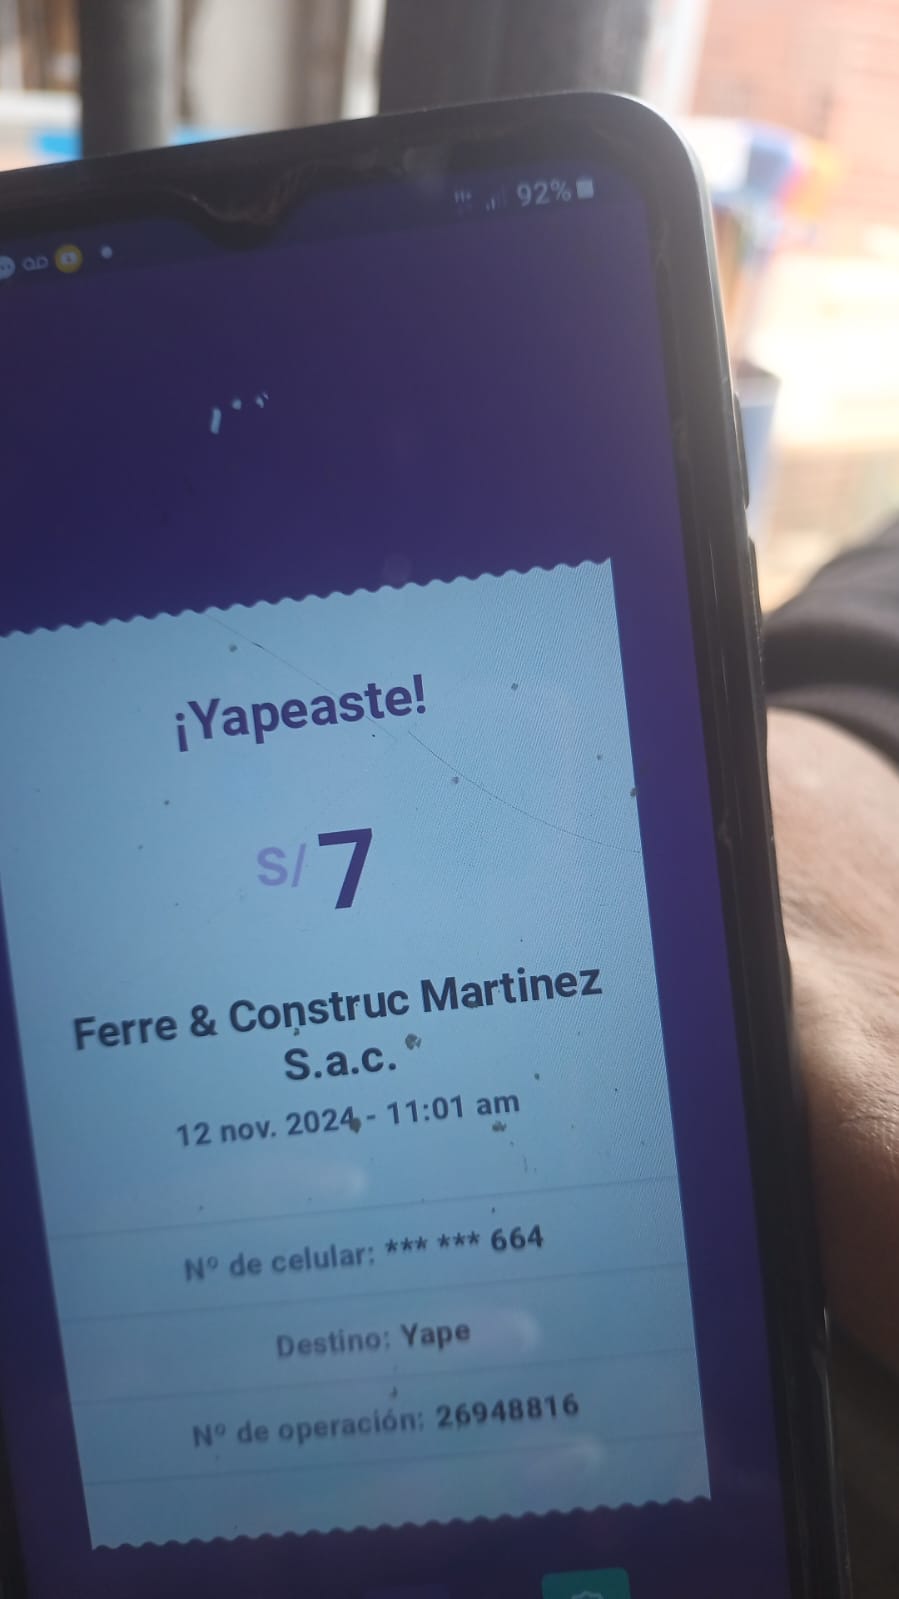 92%
¡Yapeaste!
S/7
Ferre & Construc Martinez
S.a.c.
12 nov. 2024 - 11:01 am
Nº de celular: *** *** 664
Destino: Yape
Nº de operación: 26948816